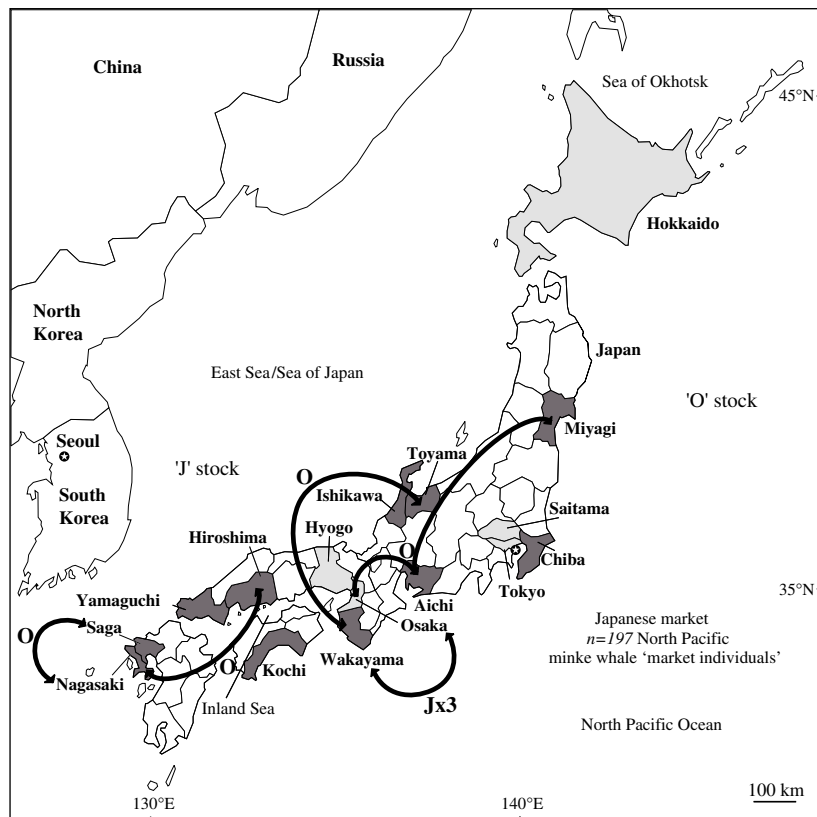 China
Russia
Sea of Okhotsk
45°N
Hokkaido
North
Korea
Japan
East Sea/Sea of Japan
'O' stock
Miyagi
Seoul
Toyama
'J' stock
O
South
Korea
Ishikawa
Saitama
Hyogo
Hiroshima
O
Chiba
Tokyo
35°N
Yamaguchi
Aichi
Saga
Osaka
Japanese market
n=197 North Pacific
minke whale ‘market individuals’
O
Wakayama
O
Kochi
Nagasaki
Jx3
Inland Sea
North Pacific Ocean
100 km
130°E
140°E